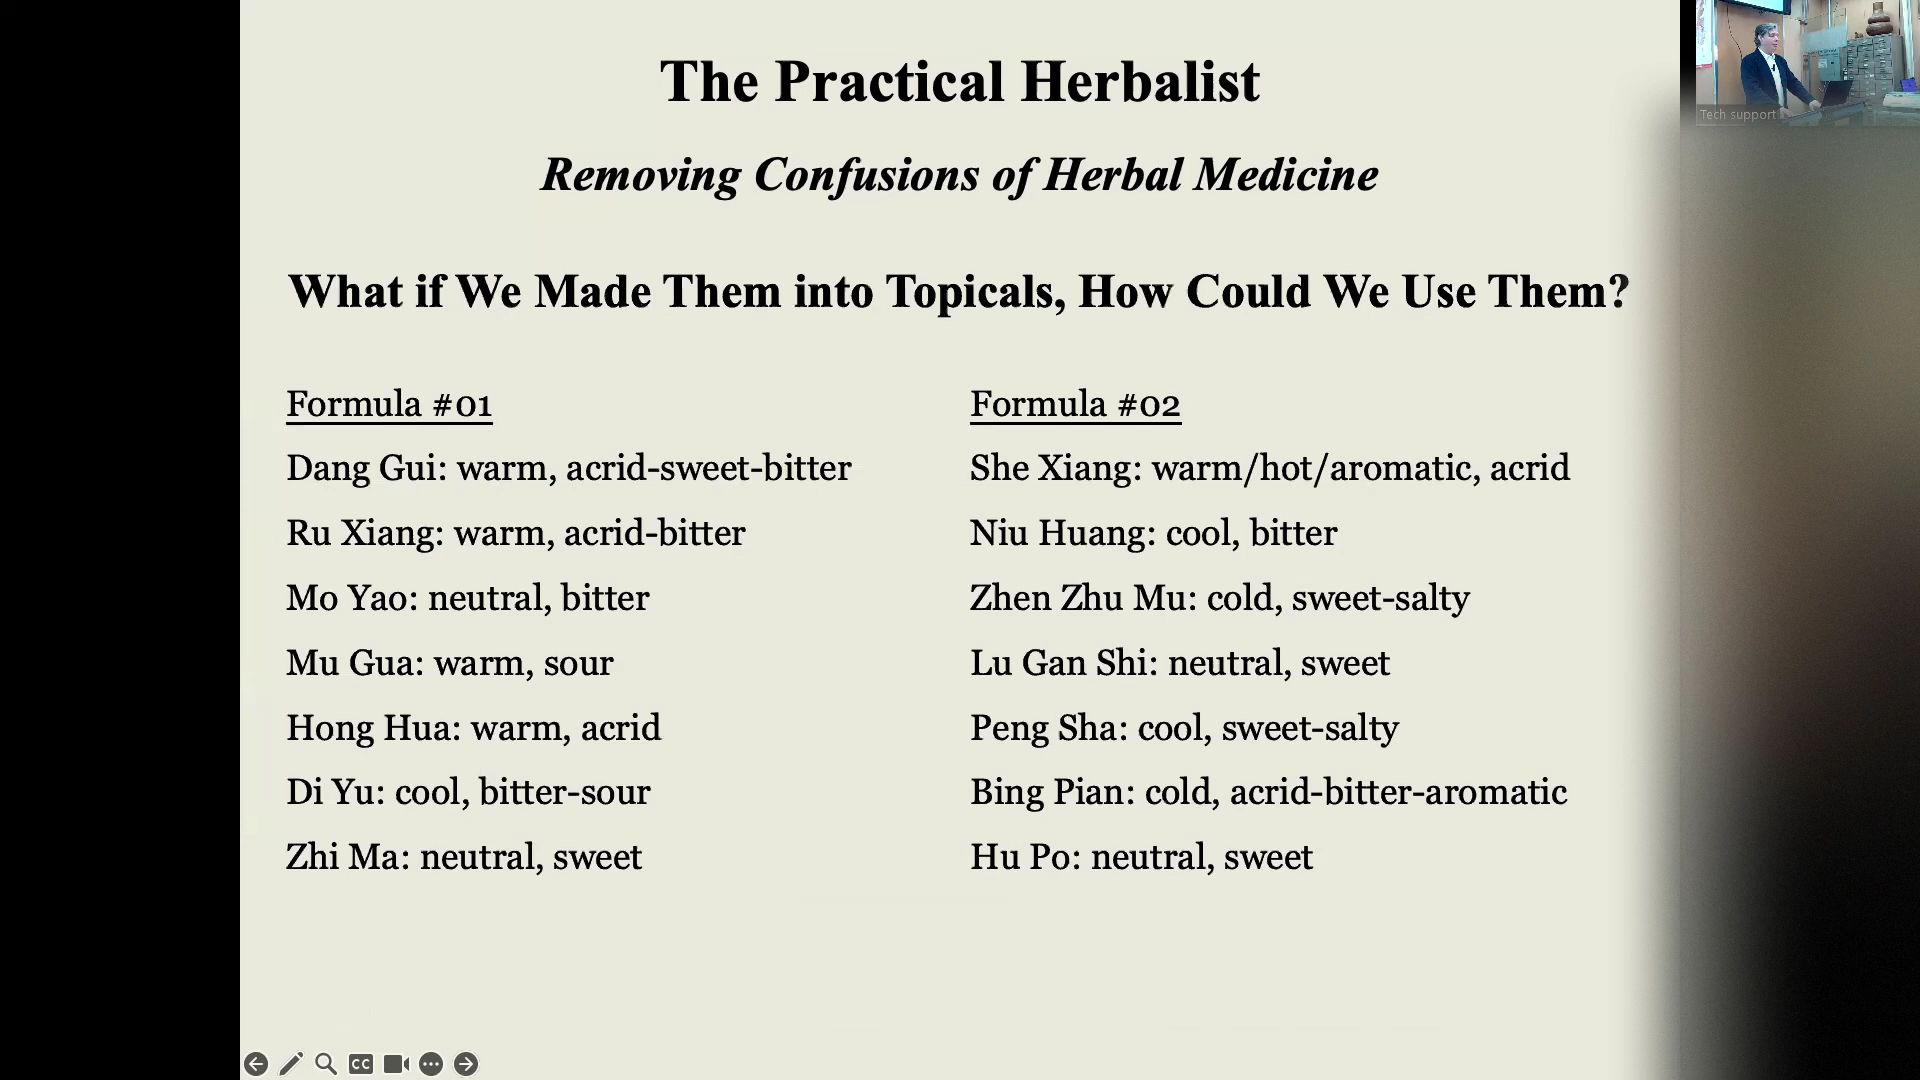 The Practical Herbalist
Removing Confusions of Herbal Medicine
What if We Made Them into Topicals, How Could We Use Them?
Formula #01
Dang Gui: warm, acrid-sweet-bitter
Ru Xiang: warm, acrid-bitter
Mo Yao: neutral, bitter
Mu Gua: warm, sour
Hong Hua: warm, acrid
Di Yu: cool, bitter-sour
Zhi Ma: neutral, sweet
Formula #02
She Xiang: warm/hot/aromatic, acrid
Niu Huang: cool, bitter
Zhen Zhu Mu: cold, sweet-salty
Lu Gan Shi: neutral, sweet
Peng Sha: cool, sweet-salty
Bing Pian: cold, acrid-bitter-aromatic
Hu Po: neutral, sweet
Tech support
CC